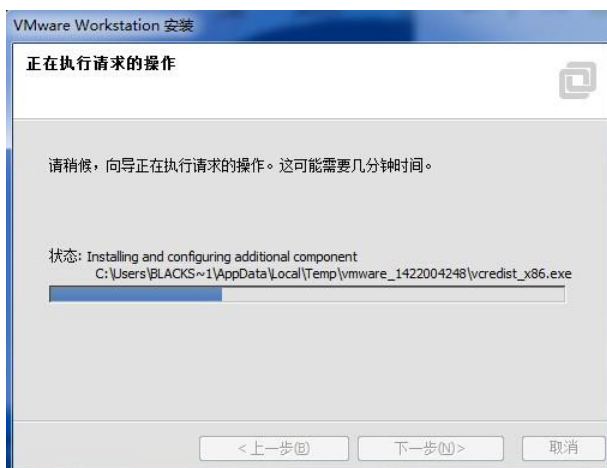 VMware Workstation 安装
正在执行请求的操作
请稍候，向导正在执行请求的操作。这可能需要几分钟时间。
状态: Installing and configuring additional component
C:\Users\BLACKS~1\AppData\Local\Temp\vmware_1422004248\vcredist_x86.exe
<上一步(B) 下一步(N)> 取消